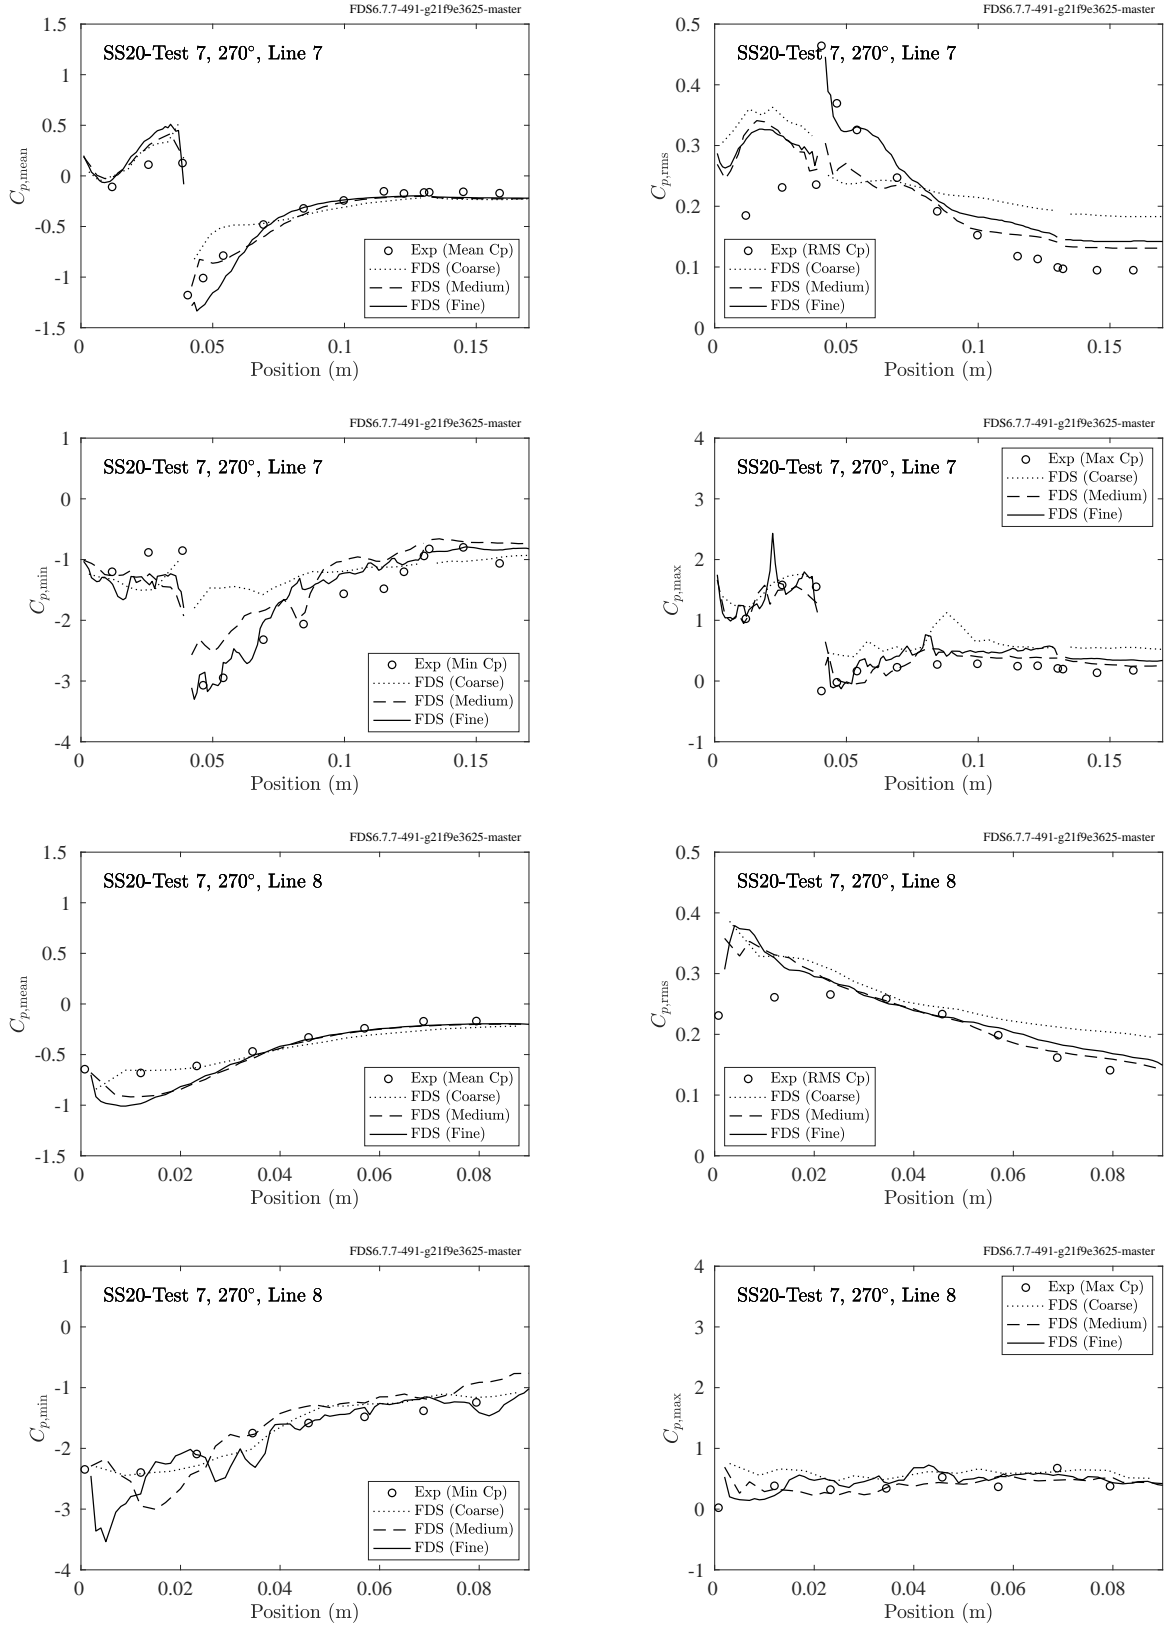 FDS6.7.7-491-g21f9e3625-master
SS20-Test 7, 270°, Line 7
1.5
1
0.5
0
-0.5
-1
-1.5
Cp,mean
Exp (Mean Cp)
FDS (Coarse)
FDS (Medium)
FDS (Fine)
0 0.05 0.1 0.15
Position (m)
FDS6.7.7-491-g21f9e3625-master
SS20-Test 7, 270°, Line 7
0.5
0.4
0.3
0.2
0.1
0
Cp,rms
Exp (RMS Cp)
FDS (Coarse)
FDS (Medium)
FDS (Fine)
0 0.05 0.1 0.15
Position (m)
FDS6.7.7-491-g21f9e3625-master
SS20-Test 7, 270°, Line 7
1
0
-1
-2
-3
-4
Cp,min
Exp (Min Cp)
FDS (Coarse)
FDS (Medium)
FDS (Fine)
0 0.05 0.1 0.15
Position (m)
FDS6.7.7-491-g21f9e3625-master
SS20-Test 7, 270°, Line 7
4
3
2
1
0
-1
Cp,max
Exp (Max Cp)
FDS (Coarse)
FDS (Medium)
FDS (Fine)
0 0.05 0.1 0.15
Position (m)
FDS6.7.7-491-g21f9e3625-master
SS20-Test 7, 270°, Line 8
1.5
1
0.5
0
-0.5
-1
-1.5
Cp,mean
Exp (Mean Cp)
FDS (Coarse)
FDS (Medium)
FDS (Fine)
0 0.02 0.04 0.06 0.08
Position (m)
FDS6.7.7-491-g21f9e3625-master
SS20-Test 7, 270°, Line 8
0.5
0.4
0.3
0.2
0.1
0
Cp,rms
Exp (RMS Cp)
FDS (Coarse)
FDS (Medium)
FDS (Fine)
0 0.02 0.04 0.06 0.08
Position (m)
FDS6.7.7-491-g21f9e3625-master
SS20-Test 7, 270°, Line 8
1
0
-1
-2
-3
-4
Cp,min
Exp (Min Cp)
FDS (Coarse)
FDS (Medium)
FDS (Fine)
0 0.02 0.04 0.06 0.08
Position (m)
FDS6.7.7-491-g21f9e3625-master
SS20-Test 7, 270°, Line 8
4
3
2
1
0
-1
Cp,max
Exp (Max Cp)
FDS (Coarse)
FDS (Medium)
FDS (Fine)
0 0.02 0.04 0.06 0.08
Position (m)